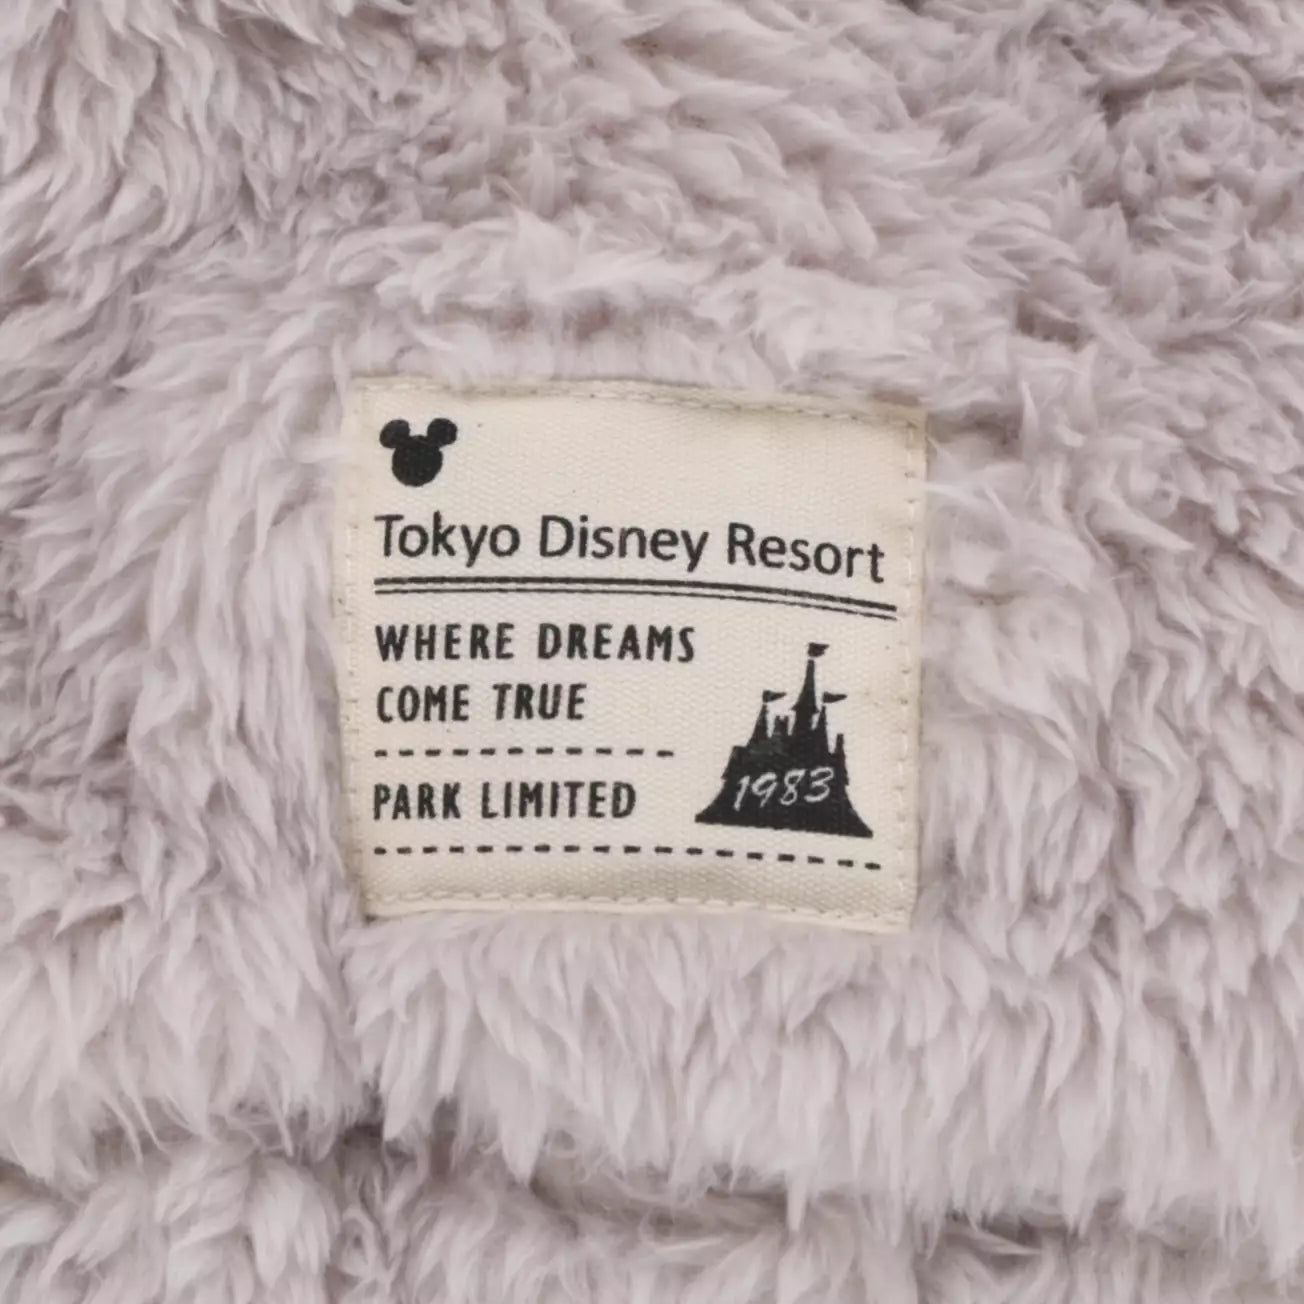 Tokyo Disney Resort
WHERE DREAMS
COME TRUE
PARK LIMITED
1983